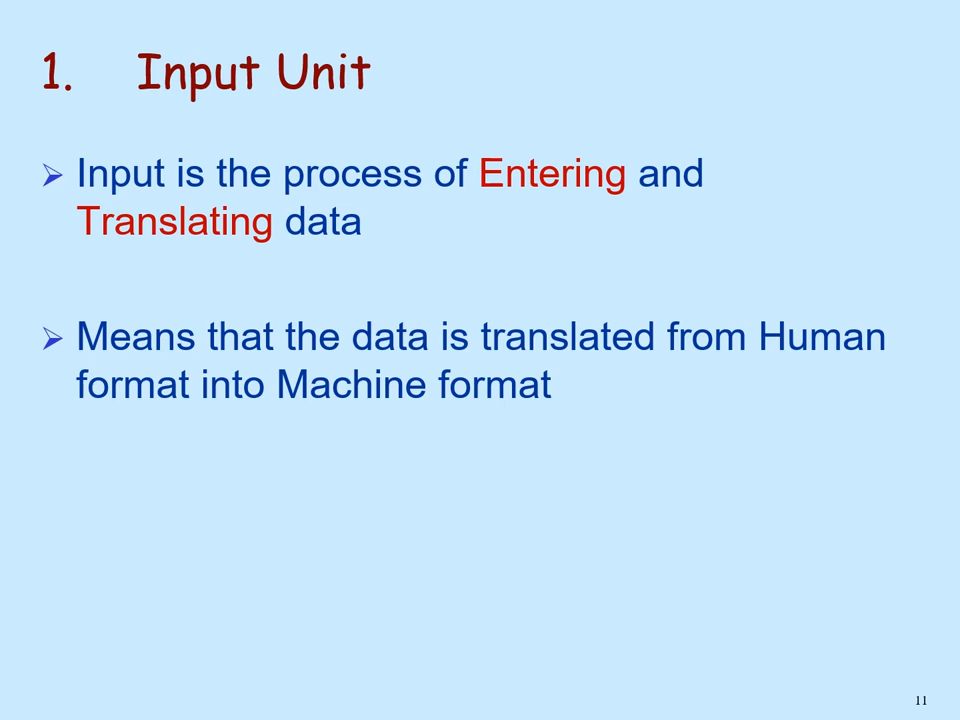 1. Input Unit
Input is the process of Entering and
Translating data
Means that the data is translated from Human
format into Machine format
11